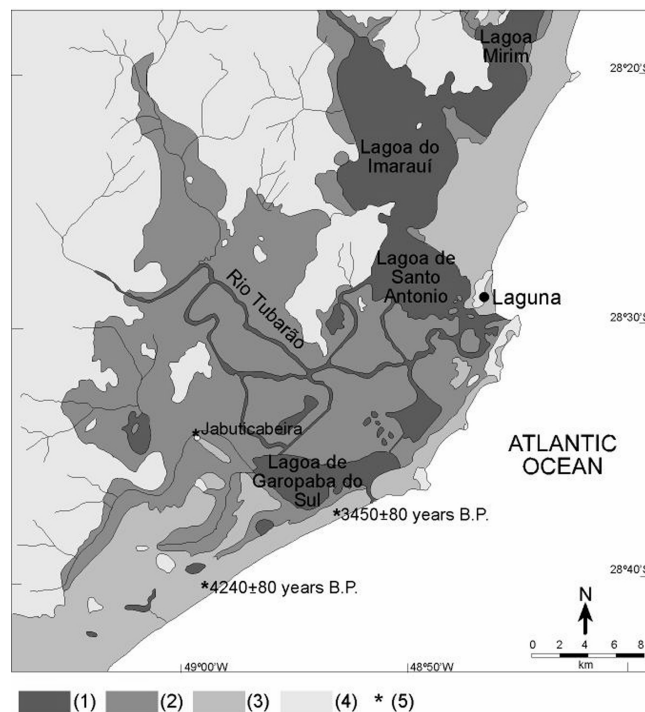 Lagoa
Mirim
28°20'S
Lagoa do
Imarauí
Lagoa de
Santo
Antonio
Rio Tubarão
Laguna
28°30'S
*Jabuticabeira
ATLANTIC
OCEAN
Lagoa de
Garopaba do
Sul
*3450±80 years B.P.
*4240±80 years B.P.
28°40'S
N
0 2 4 6 8
km
49°00'W
48°50'W
(1) (2) (3) (4) * (5)